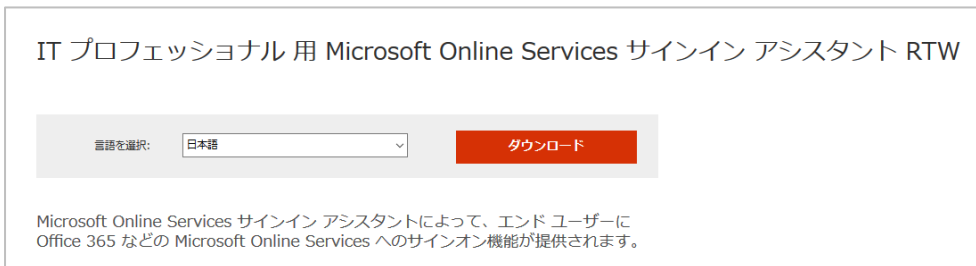 IT プロフェッショナル 用 Microsoft Online Services サインイン アシスタント RTW
言語を選択: 日本語 ダウンロード
Microsoft Online Services サインイン アシスタントによって、エンド ユーザーに
Office 365 などの Microsoft Online Services へのサインオン機能が提供されます。